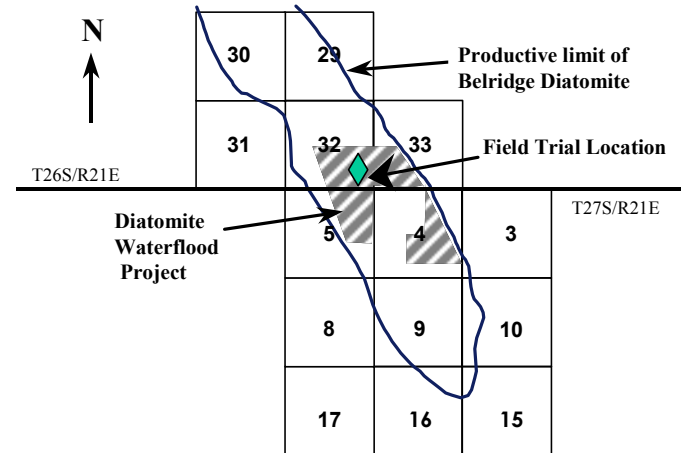 N
30
29
Productive limit of
Belridge Diatomite
31
32
33
Field Trial Location
T26S/R21E
T27S/R21E
Diatomite
Waterflood
Project
5
4
3
8
9
10
17
16
15